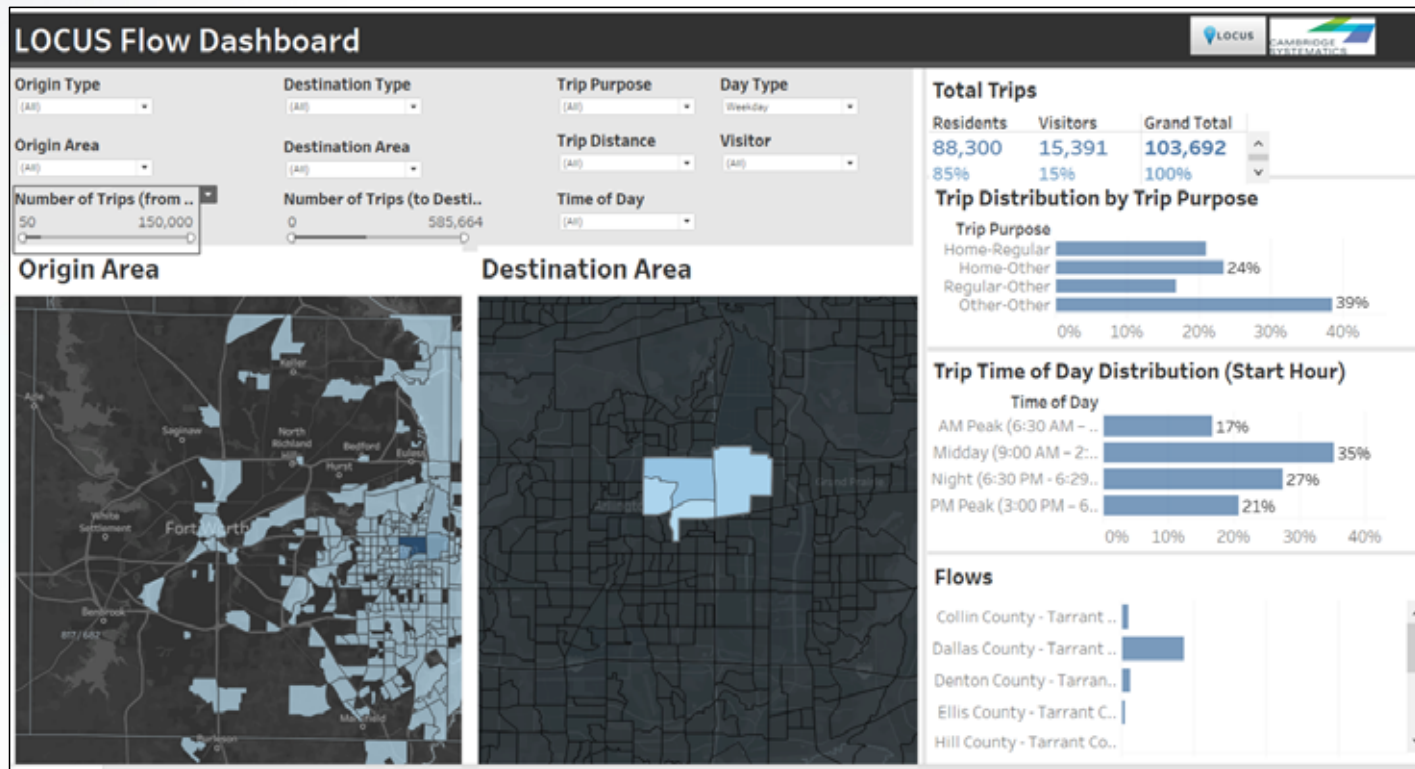 LOCUS Flow Dashboard
LOCUS
CAMBRIDGE
SYSTEMATICS
Origin Type
(All)
Destination Type
(All)
Trip Purpose
(All)
Day Type
Weekday
Origin Area
(All)
Destination Area
(All)
Trip Distance
(All)
Visitor
(All)
Number of Trips (from ..
50 150,000
Number of Trips (to Desti..
0 585,664
Time of Day
(All)
Total Trips
Residents Visitors Grand Total
88,300 15,391 103,692
85% 15% 100%
Trip Distribution by Trip Purpose
Trip Purpose
Home-Regular
Home-Other 24%
Regular-Other
Other-Other 39%
0% 10% 20% 30% 40%
Trip Time of Day Distribution (Start Hour)
Time of Day
AM Peak (6:30 AM – .. 17%
Midday (9:00 AM – 2:.. 35%
Night (6:30 PM - 6:29.. 27%
PM Peak (3:00 PM – 6.. 21%
0% 10% 20% 30% 40%
Flows
Collin County - Tarrant ..
Dallas County - Tarrant ..
Denton County - Tarran..
Ellis County - Tarrant C..
Hill County - Tarrant Co..
Origin Area
Keller
Azle
Saginaw
North
Richland
Hill
Bedford
Hurst
Euless
White
Settlement
Fort Worth
Benbrook
817/682
Mansfield
Burleson
Destination Area
Arlington
Grand Prairie